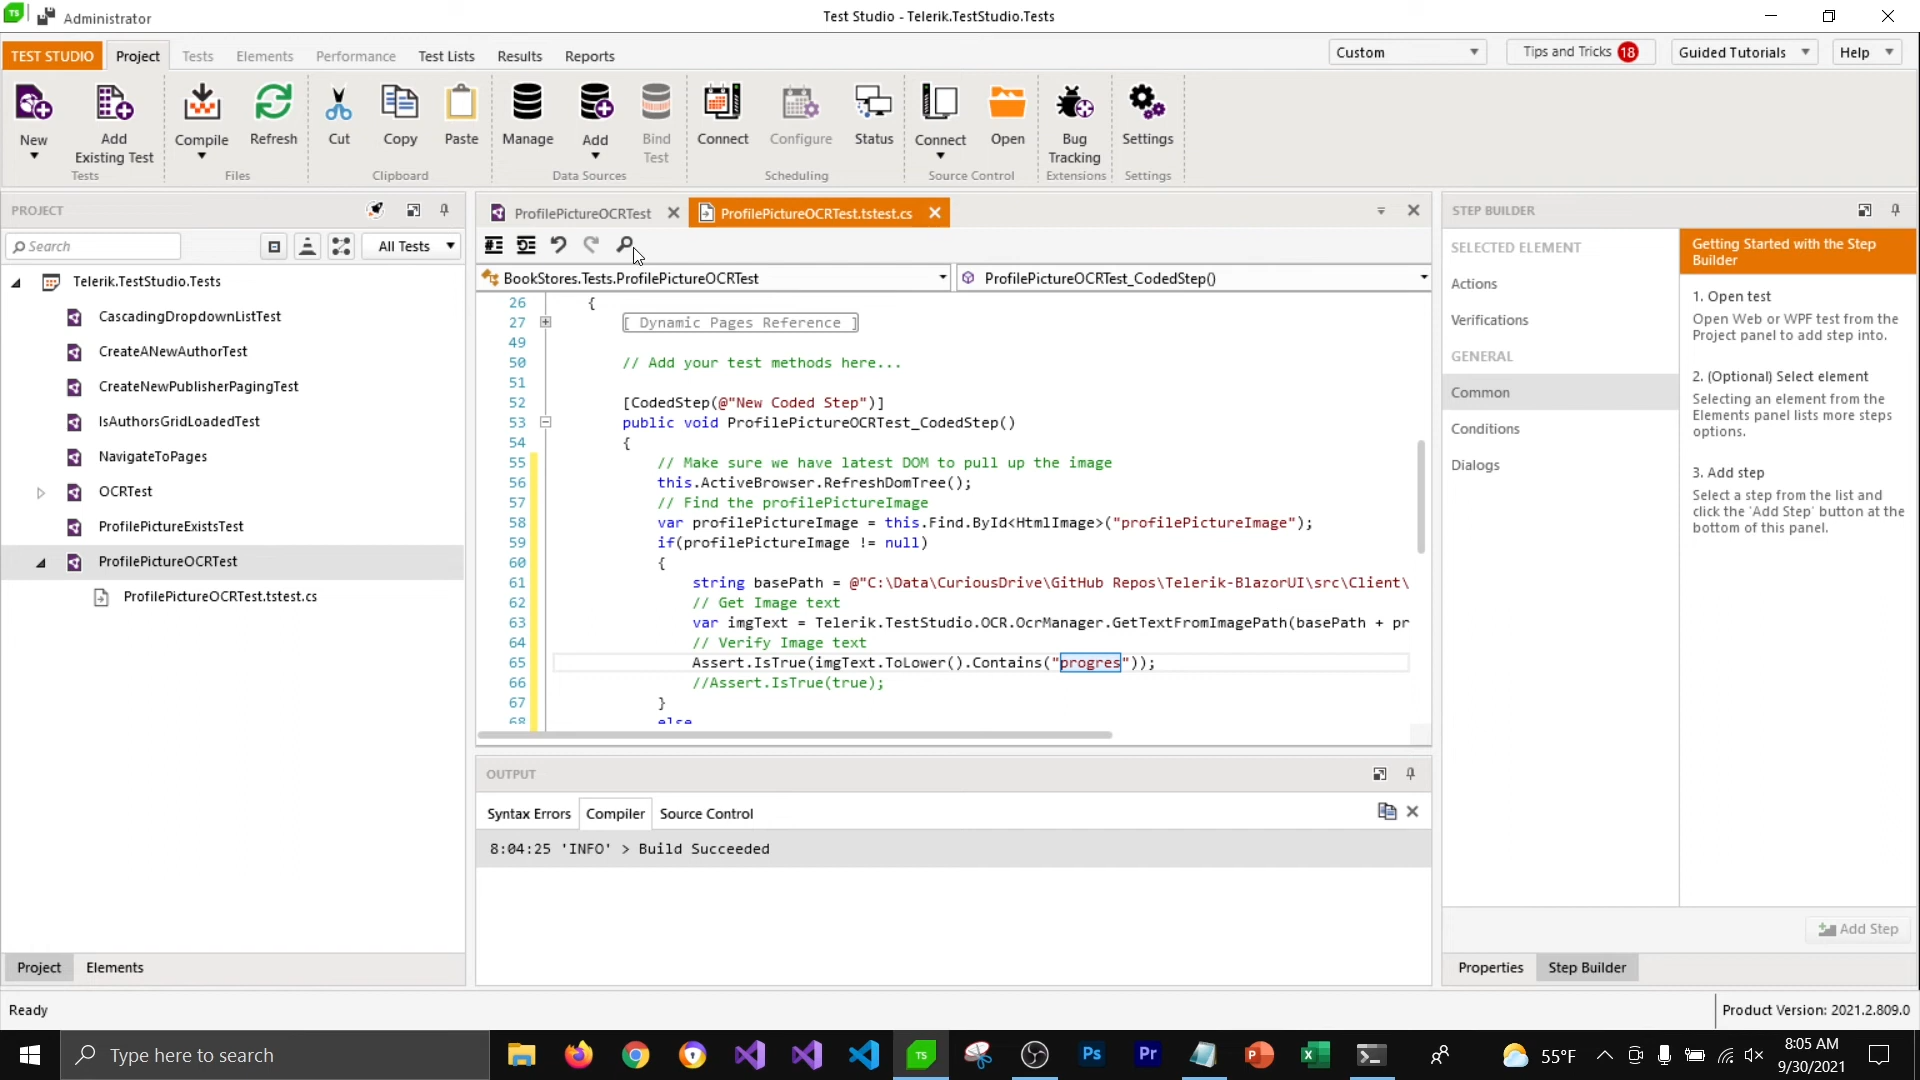 TS
Administrator
Test Studio - Telerik.TestStudio.Tests
TEST STUDIO
Project
Tests
Elements
Performance
Test Lists
Results
Reports
Custom
Tips and Tricks 18
Guided Tutorials
Help
New
Add
Existing Test
Compile
Refresh
Cut
Copy
Paste
Manage
Add
Bind
Test
Connect
Configure
Status
Connect
Open
Bug
Tracking
Settings
Tests
Files
Clipboard
Data Sources
Scheduling
Source Control
Extensions
Settings
PROJECT
Search
All Tests
Telerik.TestStudio.Tests
CascadingDropdownListTest
CreateANewAuthorTest
CreateNewPublisherPagingTest
IsAuthorsGridLoadedTest
NavigateToPages
OCRTest
ProfilePictureExistsTest
ProfilePictureOCRTest
ProfilePictureOCRTest.tstest.cs
Project
Elements
ProfilePictureOCRTest
ProfilePictureOCRTest.tstest.cs
BookStores.Tests.ProfilePictureOCRTest
ProfilePictureOCRTest_CodedStep()
26 {
27 [ Dynamic Pages Reference ]
49
50 // Add your test methods here...
51
52 [CodedStep(@"New Coded Step")]
53 public void ProfilePictureOCRTest_CodedStep()
54 {
55 // Make sure we have latest DOM to pull up the image
56 this.ActiveBrowser.RefreshDomTree();
57 // Find the profilePictureImage
58 var profilePictureImage = this.Find.ById<HtmlImage>("profilePictureImage");
59 if(profilePictureImage != null)
60 {
61 string basePath = @"C:\Data\CuriousDrive\GitHub Repos\Telerik-BlazorUI\src\Client\
62 // Get Image text
63 var imgText = Telerik.TestStudio.OCR.OcrManager.GetTextFromImagePath(basePath + pr
64 // Verify Image text
65 Assert.IsTrue(imgText.ToLower().Contains("progres"));
66 //Assert.IsTrue(true);
67 }
68 else
OUTPUT
Syntax Errors
Compiler
Source Control
8:04:25 'INFO' > Build Succeeded
STEP BUILDER
SELECTED ELEMENT
Actions
Verifications
GENERAL
Common
Conditions
Dialogs
Getting Started with the Step
Builder
1. Open test
Open Web or WPF test from the
Project panel to add step into.
2. (Optional) Select element
Selecting an element from the
Elements panel lists more steps
options.
3. Add step
Select a step from the list and
click the 'Add Step' button at the
bottom of this panel.
Add Step
Properties
Step Builder
Ready
Product Version: 2021.2.809.0
Type here to search
TS
Ps
Pr
55°F
8:05 AM
9/30/2021